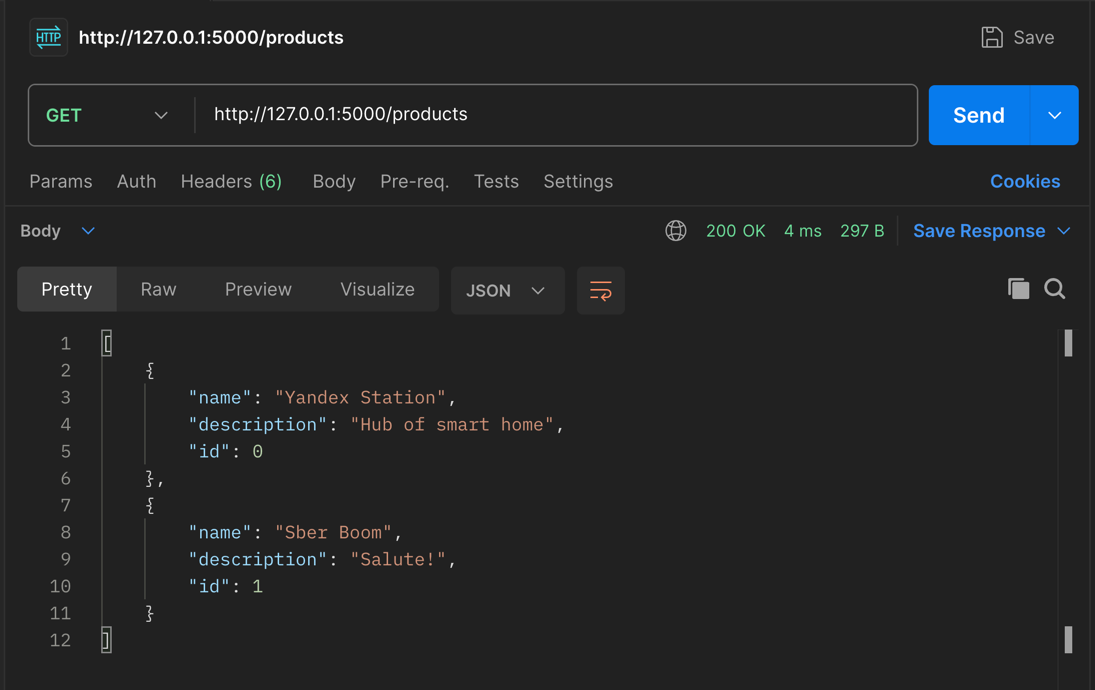 HTTP http://127.0.0.1:5000/products Save
GET http://127.0.0.1:5000/products Send
Params Auth Headers (6) Body Pre-req. Tests Settings Cookies
Body 200 OK 4 ms 297 B Save Response
Pretty Raw Preview Visualize JSON
1 [
2 {
3 "name": "Yandex Station",
4 "description": "Hub of smart home",
5 "id": 0
6 },
7 {
8 "name": "Sber Boom",
9 "description": "Salute!",
10 "id": 1
11 }
12 ]